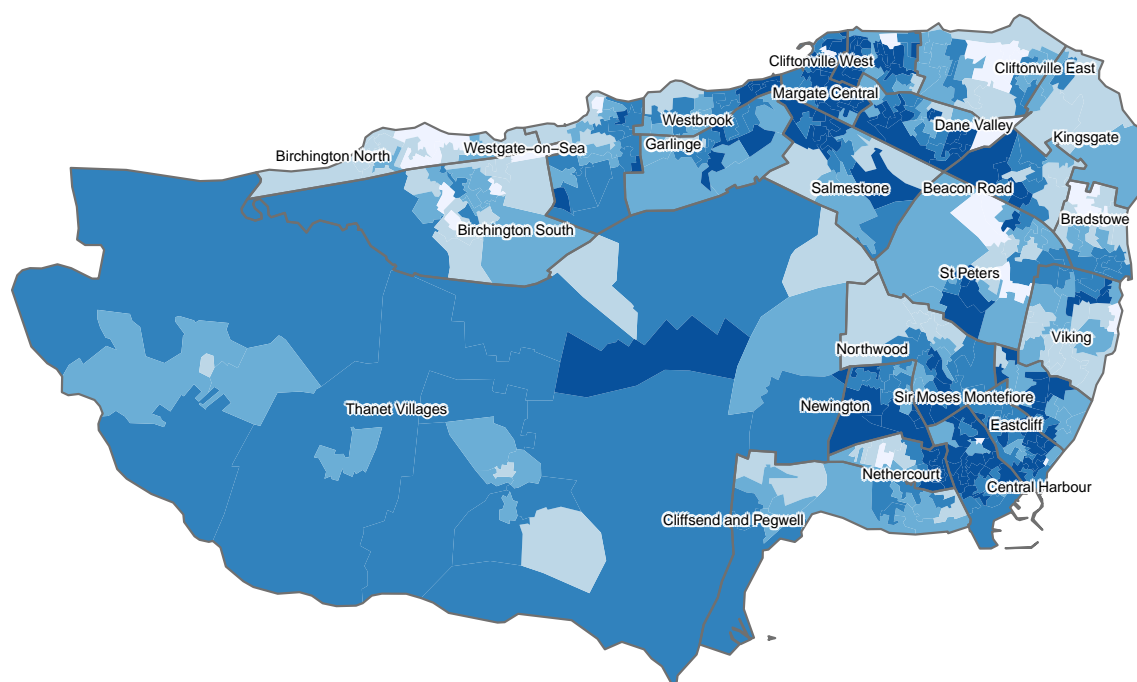 Cliftonville West
Cliftonville East
Margate Central
Westbrook
Dane Valley
Kingsgate
Garlinge
Westgate−on−Sea
Birchington North
Salmestone
Beacon Road
Bradstowe
Birchington South
St Peters
Viking
Northwood
Sir Moses Montefiore
Newington
Thanet Villages
Eastcliff
Nethercourt
Central Harbour
Cliffsend and Pegwell